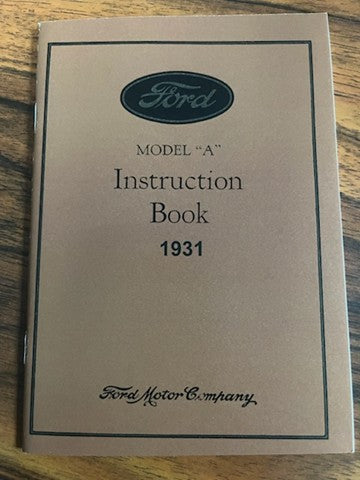 Ford
MODEL "A"
Instruction
Book
1931
Ford Motor Company